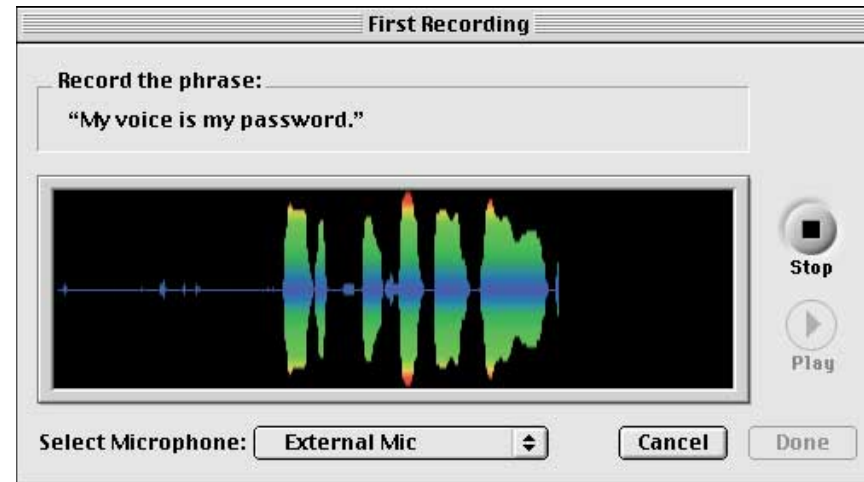 First Recording
Record the phrase:
“My voice is my password.”
Stop
Play
Select Microphone: External Mic Cancel Done